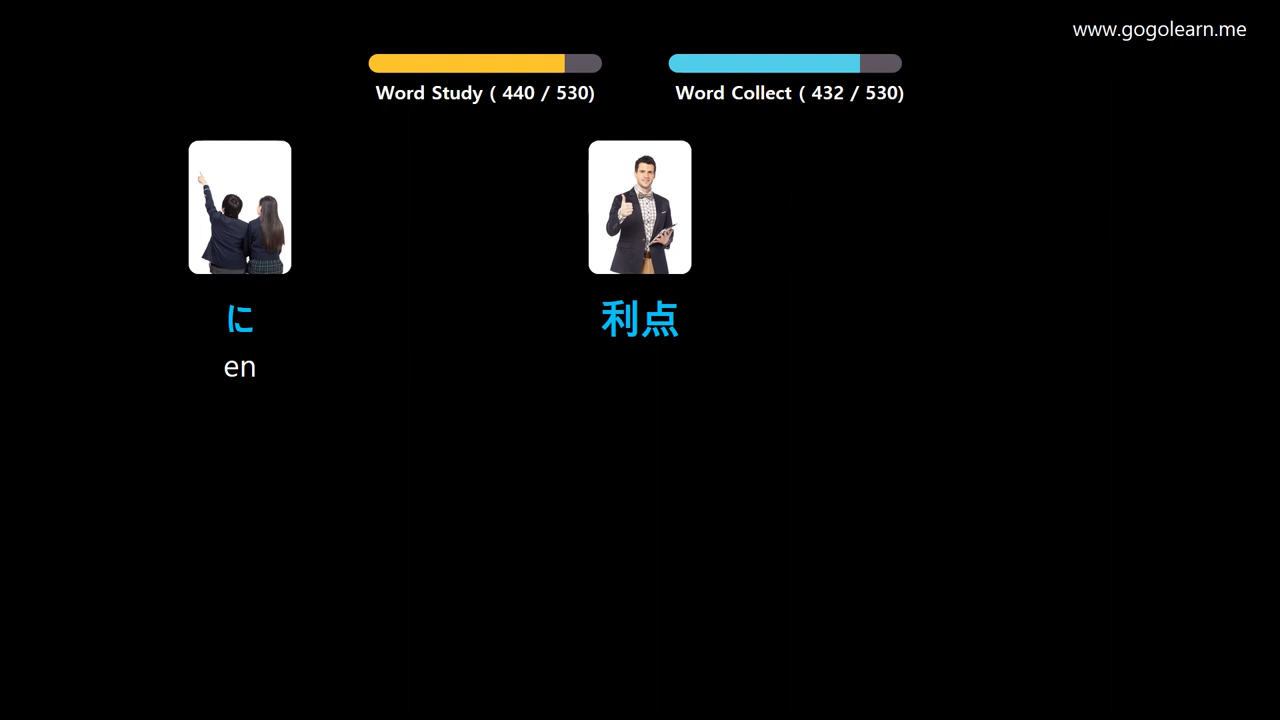 www.gogolearn.me
Word Study ( 440 / 530)
Word Collect ( 432 / 530)
に
en
利点